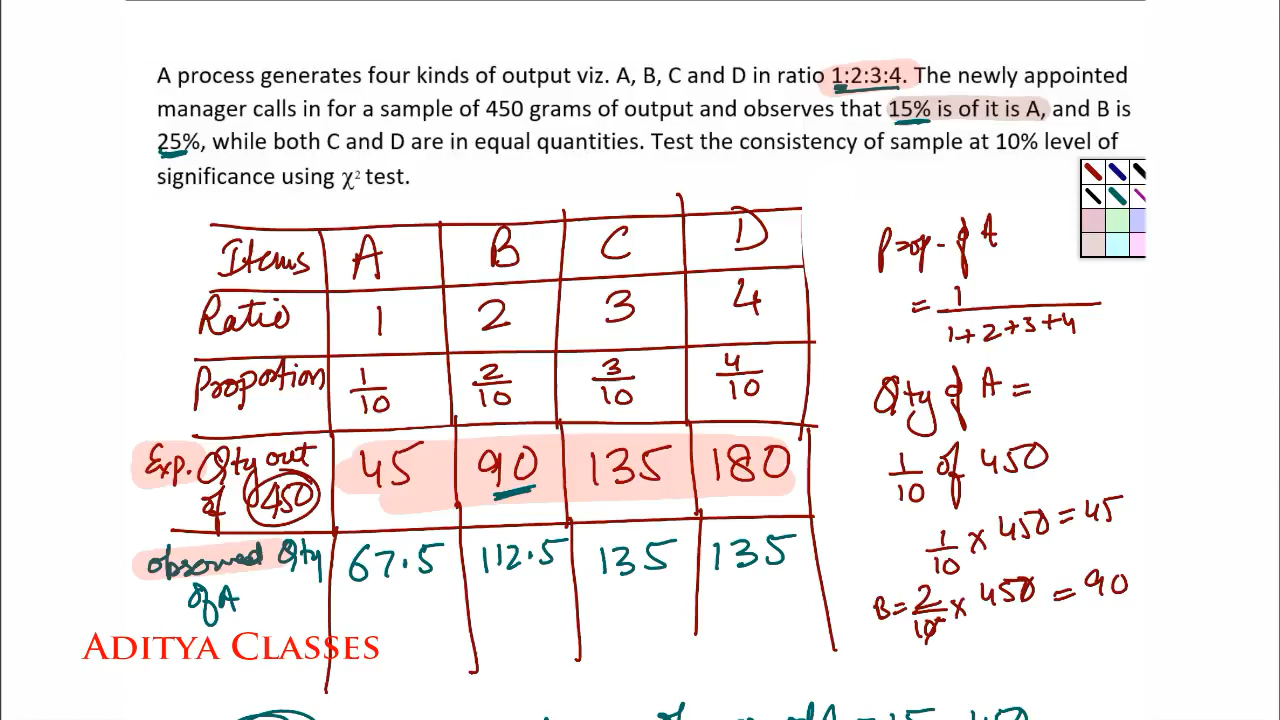 A process generates four kinds of output viz. A, B, C and D in ratio 1:2:3:4. The newly appointed
manager calls in for a sample of 450 grams of output and observes that 15% is of it is A, and B is
25%, while both C and D are in equal quantities. Test the consistency of sample at 10% level of
significance using χ² test.
Items A B C D
Ratio 1 2 3 4
Proportion 1/10 2/10 3/10 4/10
Exp. Qty out
of 450 45 90 135 180
observed Qty
of A 67.5 112.5 135 135
Prop. of A
= 1/1+2+3+4
Qty of A =
1/10 of 450
1/10 × 450 = 45
B = 2/10 × 450 = 90
ADITYA CLASSES